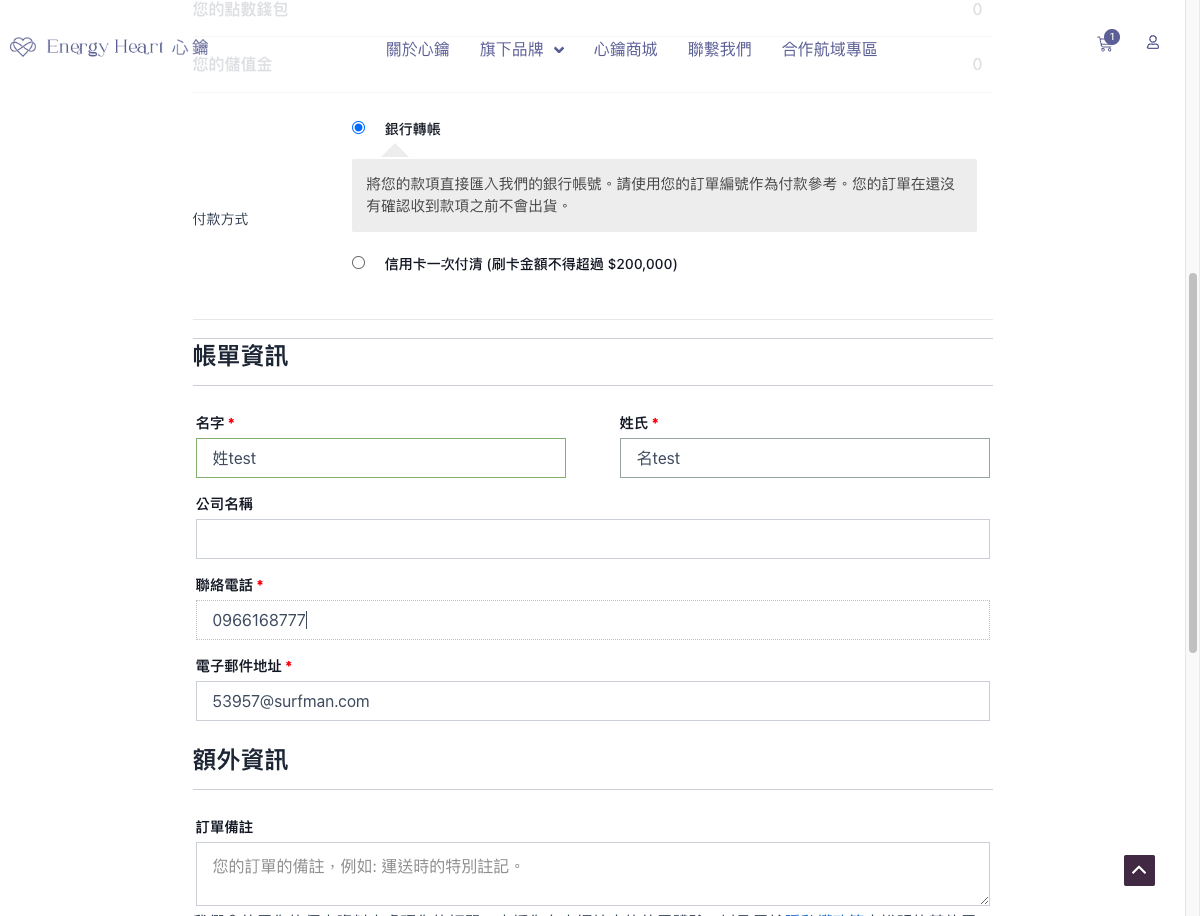 您的點數錢包 0
Energy Heart 心鑰 關於心鑰 旗下品牌 心鑰商城 聯繫我們 合作航域專區 1
您的儲值金 0
銀行轉帳
將您的款項直接匯入我們的銀行帳號。請使用您的訂單編號作為付款參考。您的訂單在還沒
有確認收到款項之前不會出貨。
付款方式
信用卡一次付清 (刷卡金額不得超過 $200,000)
帳單資訊
名字 * 姓氏 *
姓test 名test
公司名稱
聯絡電話 *
0966168777
電子郵件地址 *
53957@surfman.com
額外資訊
訂單備註
您的訂單的備註，例如: 運送時的特別註記。